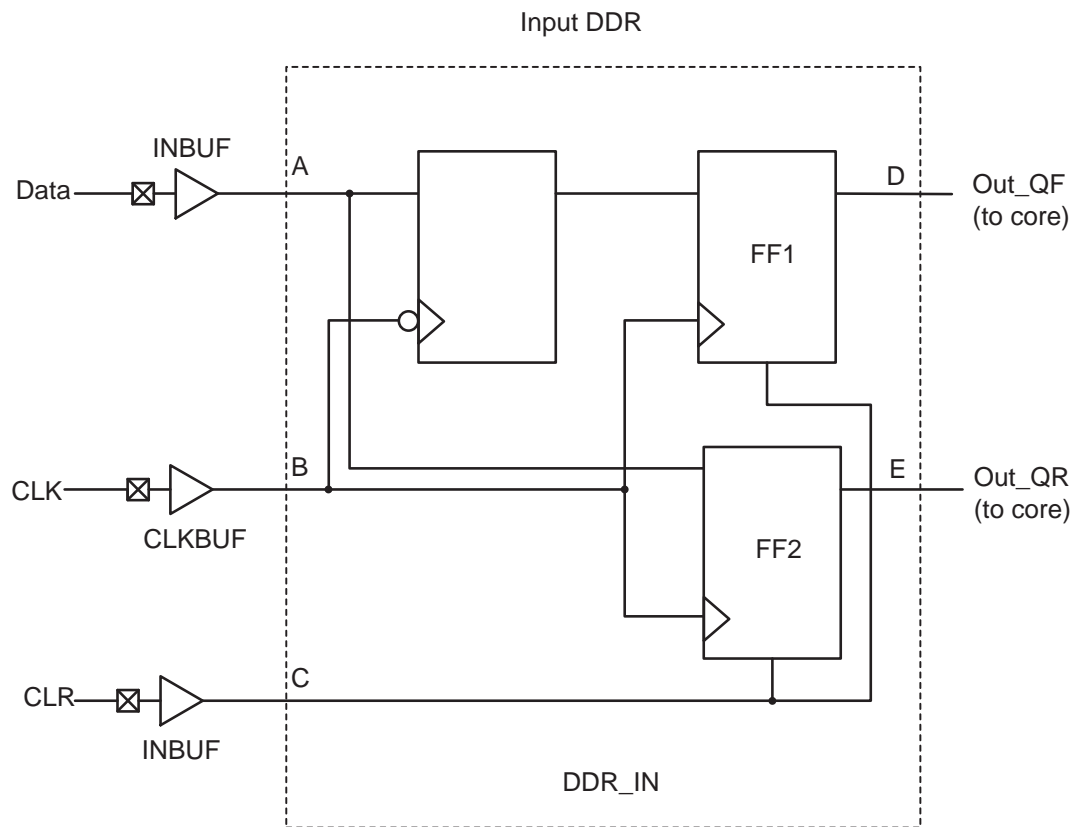 Input DDR
INBUF
A
Data
D
Out_QF
(to core)
FF1
B
CLK
E
Out_QR
(to core)
CLKBUF
FF2
C
CLR
INBUF
DDR_IN